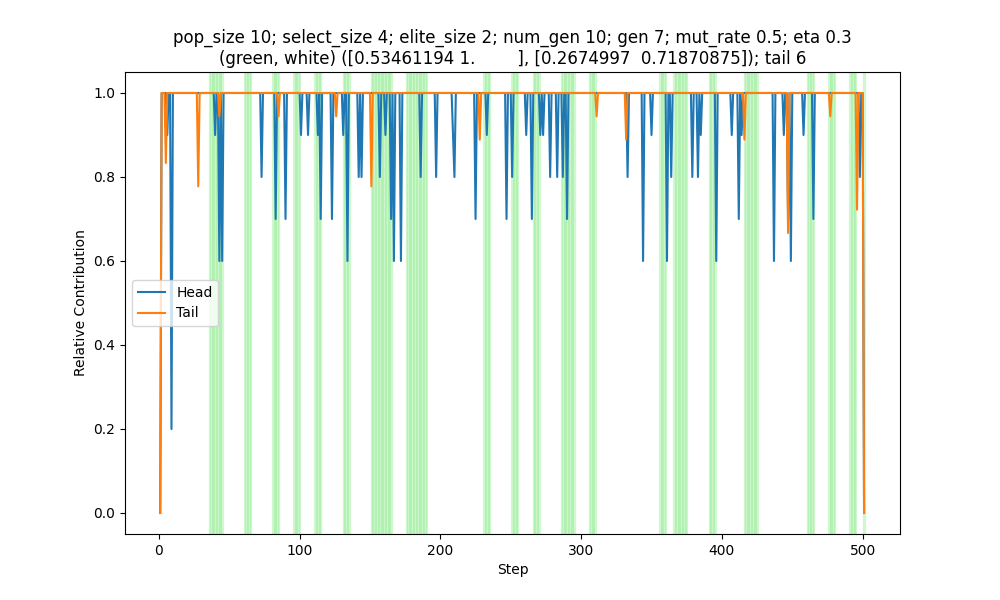 pop_size 10; select_size 4; elite_size 2; num_gen 10; gen 7; mut_rate 0.5; eta 0.3
(green, white) ([0.53461194 1.        ], [0.2674997  0.71870875]); tail 6
Relative Contribution
1.0
0.8
0.6
0.4
0.2
0.0
Head
Tail
0 100 200 300 400 500
Step